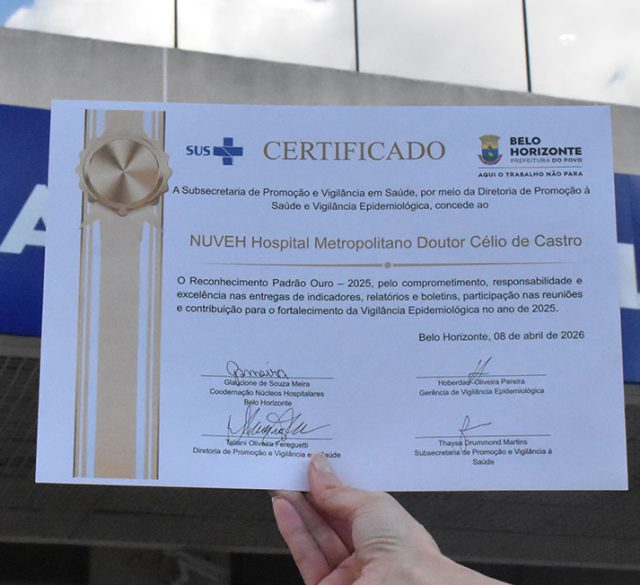 SUS
CERTIFICADO
BELO
HORIZONTE
PREFEITURA DO POVO
AQUI O TRABALHO NÃO PARA
A Subsecretaria de Promoção e Vigilância em Saúde, por meio da Diretoria de Promoção à
Saúde e Vigilância Epidemiológica, concede ao
NUVEH Hospital Metropolitano Doutor Célio de Castro
O Reconhecimento Padrão Ouro – 2025, pelo comprometimento, responsabilidade e
excelência nas entregas de indicadores, relatórios e boletins, participação nas reuniões
e contribuição para o fortalecimento da Vigilância Epidemiológica no ano de 2025.
Belo Horizonte, 08 de abril de 2026
Glaucione de Souza Meira
Coodernação Núcleos Hospitalares
Belo Horizonte
Hoberdan Oliveira Pereira
Gerência de Vigilância Epidemiológica
Tatiani Oliveira Fereguetti
Diretoria de Promoção e Vigilância em Saúde
Thaysa Drummond Martins
Subsecretaria de Promoção e Vigilância à
Saúde